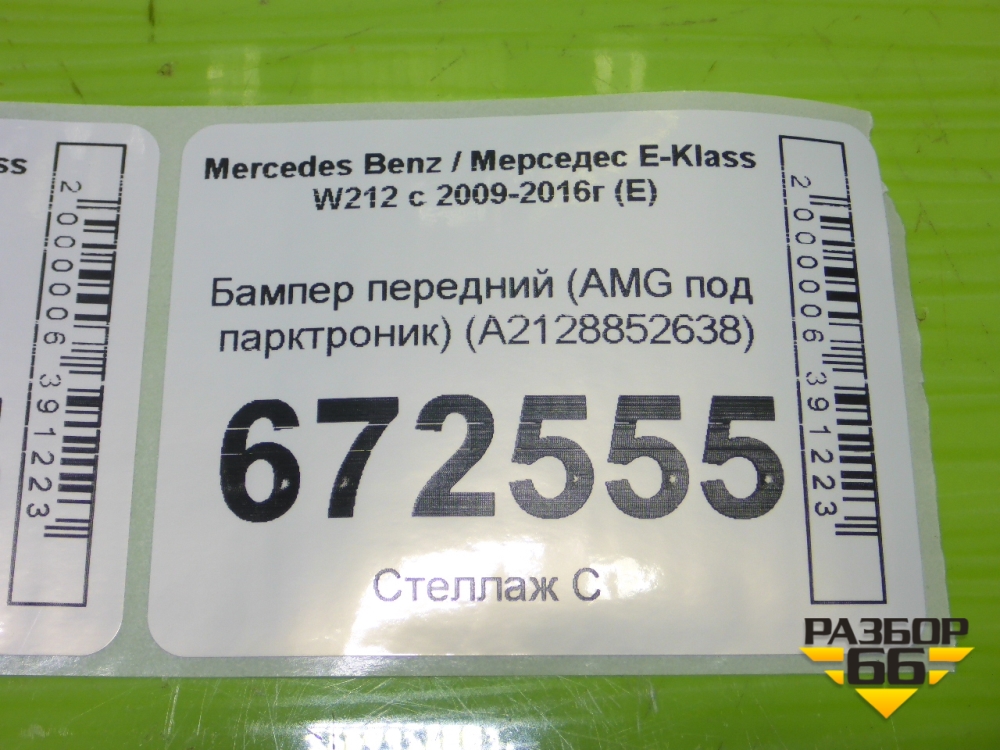 ss
2000006391223
Mercedes Benz / Мерседес E-Klass
W212 с 2009-2016г (E)
Бампер передний (AMG под
парктроник) (A2128852638)
672555
Стеллаж С
2000006391223
РАЗБОР
66